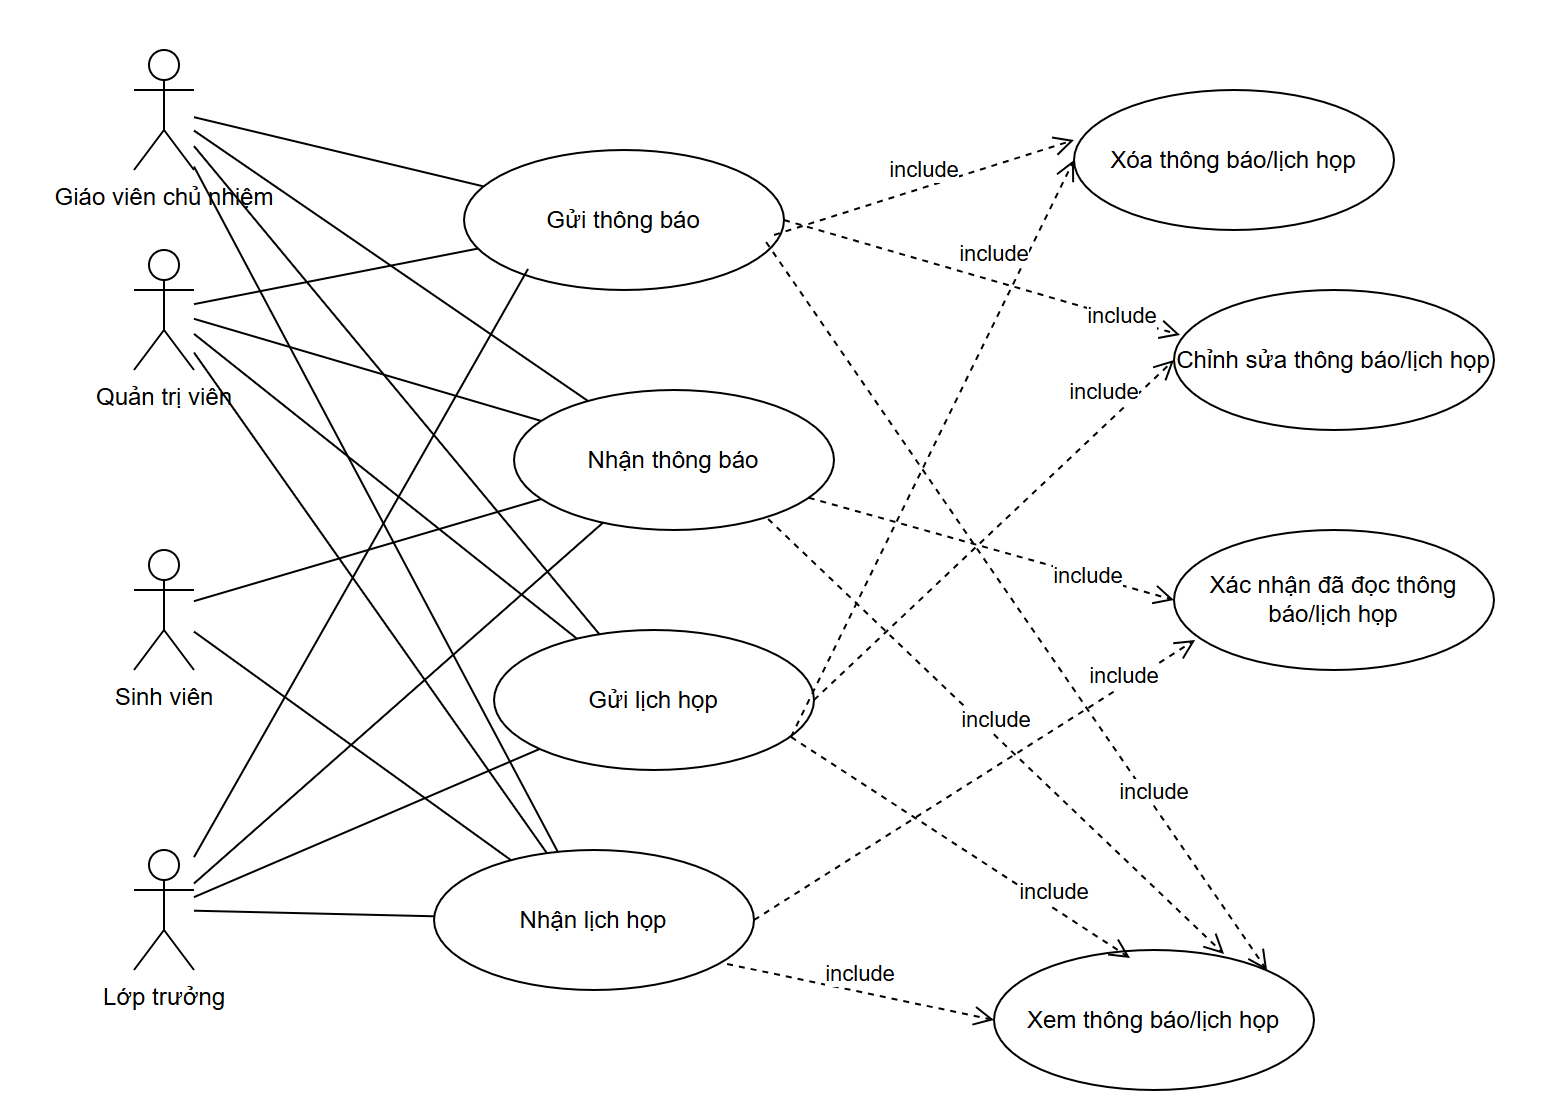 Giáo viên chủ nhiệm
Quản trị viên
Sinh viên
Lớp trưởng
Gửi thông báo
Nhận thông báo
Gửi lịch họp
Nhận lịch họp
include
include
include
include
include
include
include
include
include
include
Xóa thông báo/lịch họp
Chỉnh sửa thông báo/lịch họp
Xác nhận đã đọc thông
báo/lịch họp
Xem thông báo/lịch họp